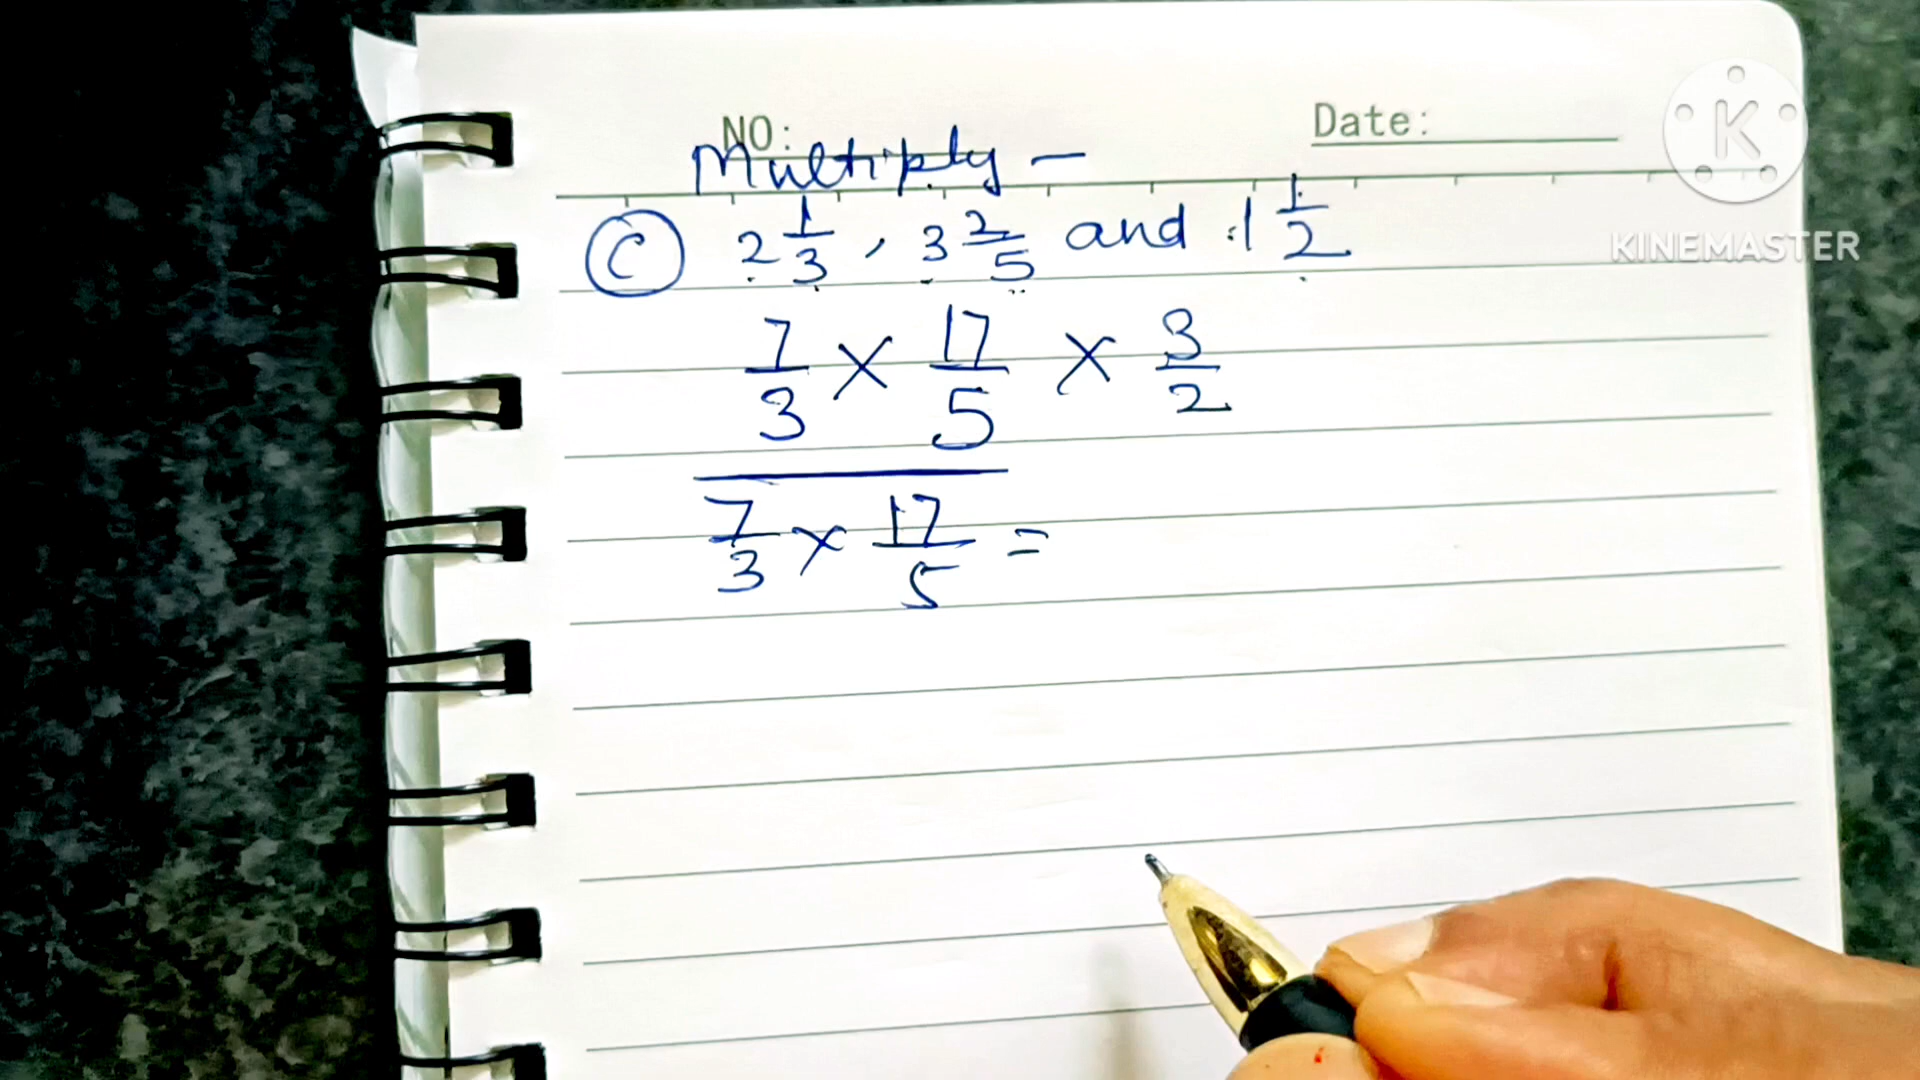 NO:
Date:
K
KINEMASTER
Multiply -
C 2 1/3, 3 2/5 and 1 1/2
7/3 × 17/5 × 3/2
7/3 × 17/5 =